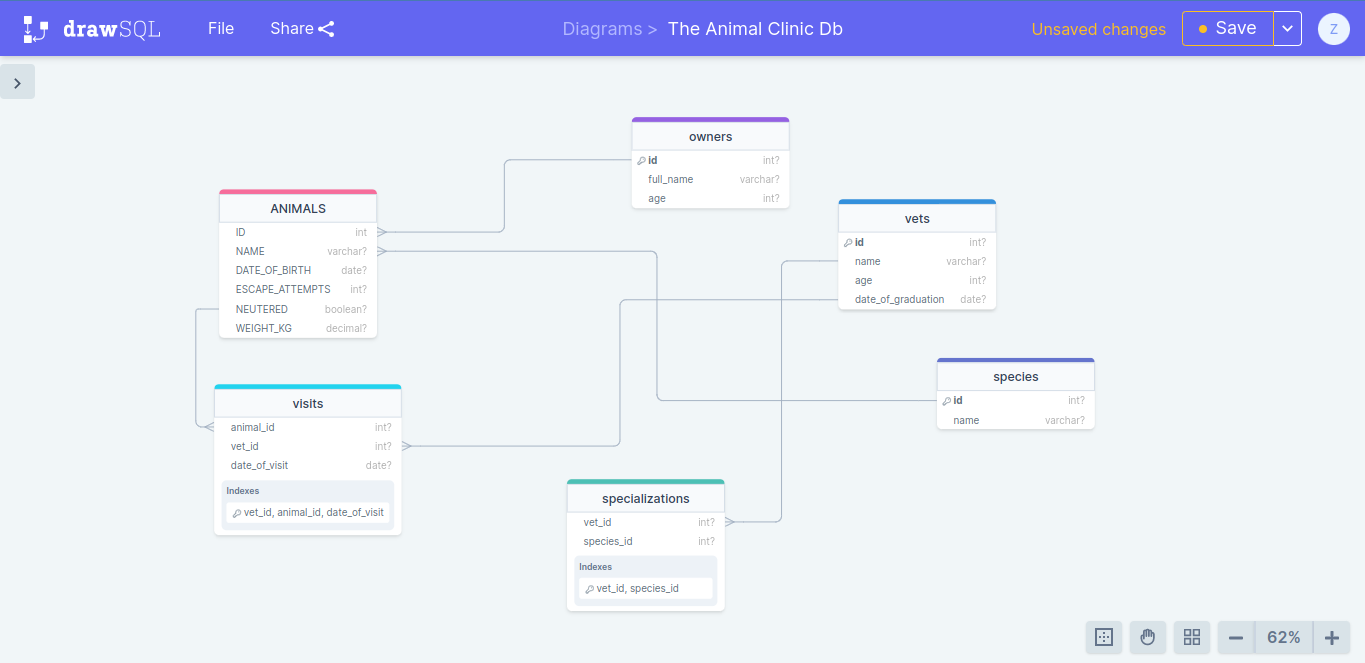 drawSQL File Share Diagrams > The Animal Clinic Db Unsaved changes Save Z
owners
id int?
full_name varchar?
age int?
ANIMALS
ID int
NAME varchar?
DATE_OF_BIRTH date?
ESCAPE_ATTEMPTS int?
NEUTERED boolean?
WEIGHT_KG decimal?
vets
id int?
name varchar?
age int?
date_of_graduation date?
species
id int?
name varchar?
visits
animal_id int?
vet_id int?
date_of_visit date?
Indexes
vet_id, animal_id, date_of_visit
specializations
vet_id int?
species_id int?
Indexes
vet_id, species_id
62%